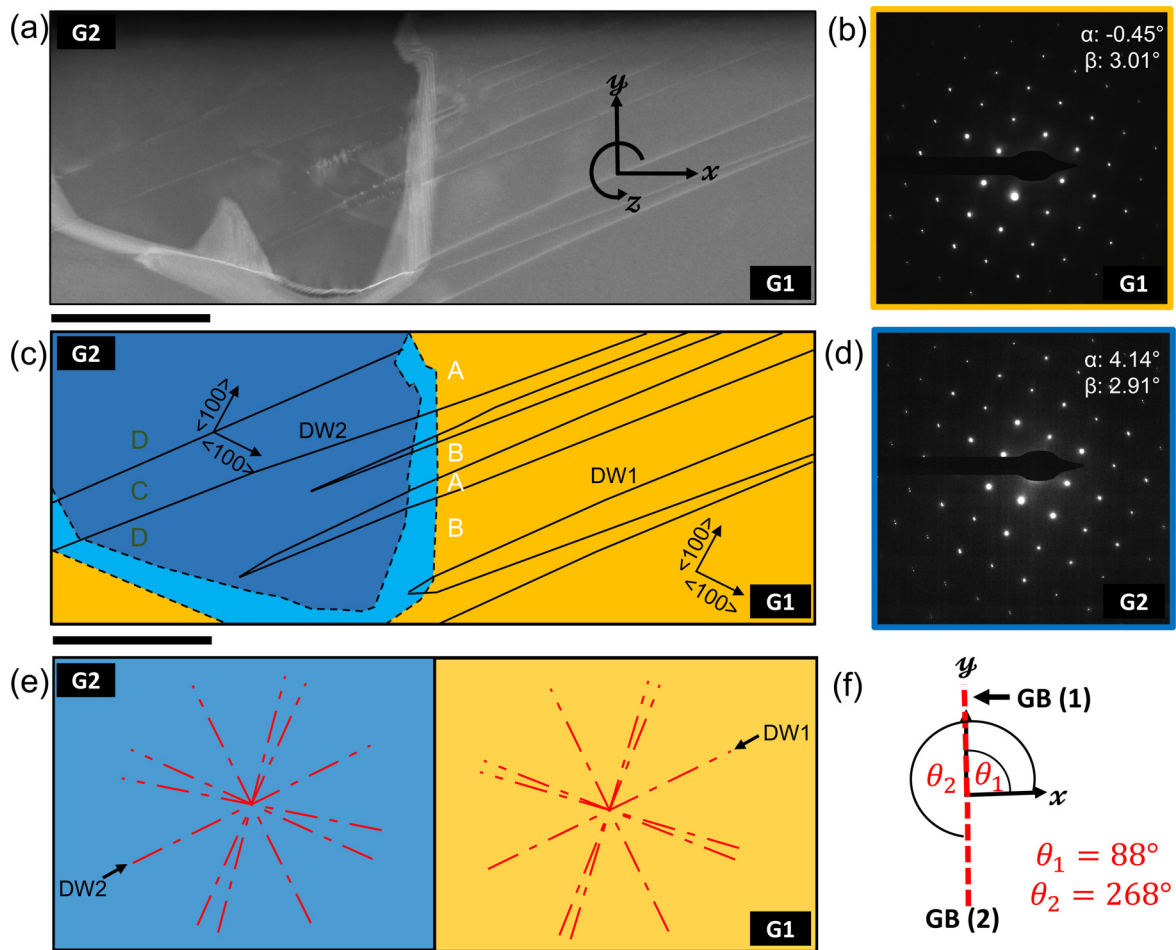 (a)
G2
y
x
z
G1
(b)
α: -0.45°
β: 3.01°
G1
(c)
G2
<100>
<100>
D
C
D
DW2
A
B
A
B
DW1
<100>
<100>
G1
(d)
α: 4.14°
β: 2.91°
G2
(e)
G2
DW2
DW1
G1
(f)
y
GB (1)
θ₂
θ₁
x
θ₁ = 88°
θ₂ = 268°
GB (2)